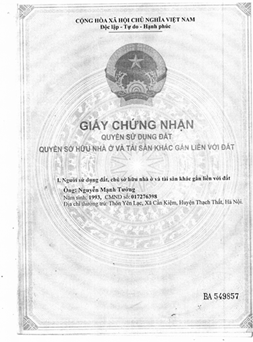 CỘNG HÒA XÃ HỘI CHỦ NGHĨA VIỆT NAM
Độc lập - Tự do - Hạnh phúc
GIẤY CHỨNG NHẬN
QUYỀN SỬ DỤNG ĐẤT
QUYỀN SỞ HỮU NHÀ Ở VÀ TÀI SẢN KHÁC GẮN LIỀN VỚI ĐẤT
I. Người sử dụng đất, chủ sở hữu nhà ở và tài sản khác gắn liền với đất
Ông: Nguyễn Mạnh Tường
Năm sinh: 1993, CMND số: 017276398
Địa chỉ thường trú: Thôn Yên Lạc, Xã Cần Kiệm, Huyện Thạch Thất, Hà Nội.
BA 549857